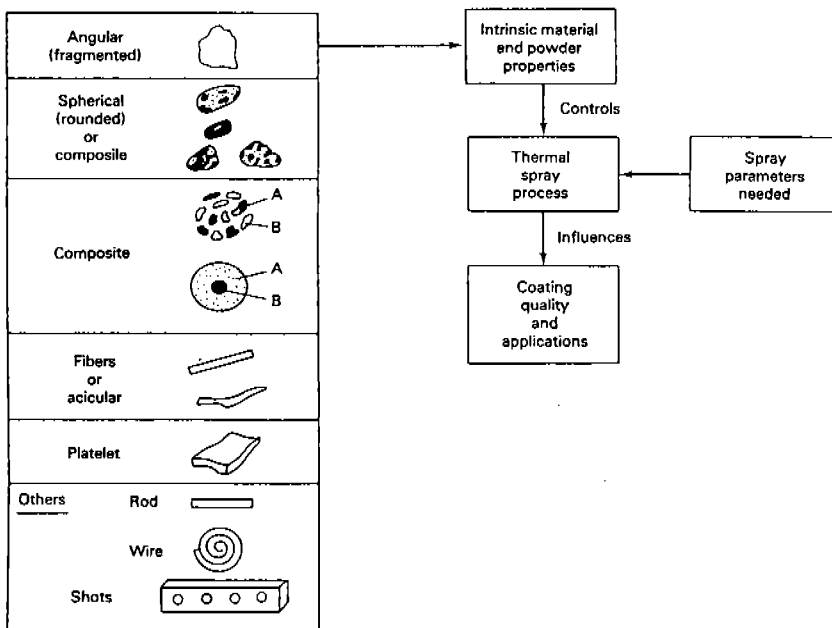 Angular
(fragmented)
Spherical
(rounded)
or
composile
Composite
A
B
A
B
Fibers
or
acicular
Platelet
Others
Rod
Wire
Shots
Intrinsic material
end powder
properties
Controls
Thermal
spray
process
Spray
parameters
needed
Influences
Coating
quality
and
applications